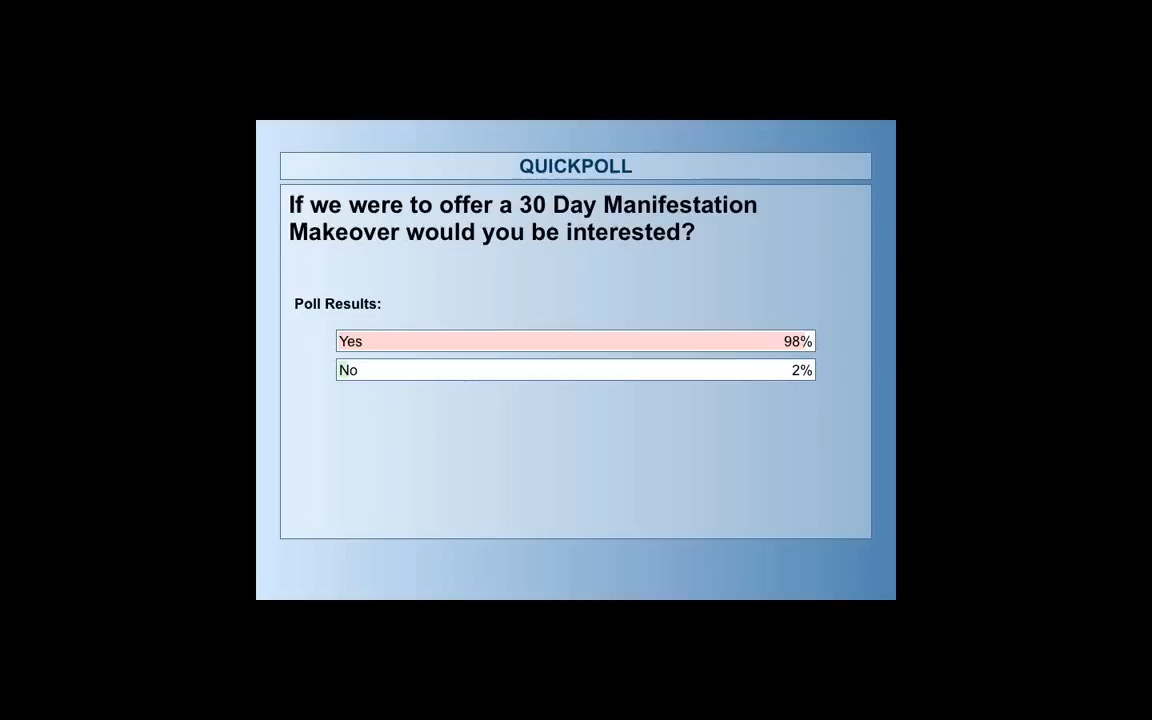 QUICKPOLL
If we were to offer a 30 Day Manifestation
Makeover would you be interested?
Poll Results:
Yes 98%
No 2%